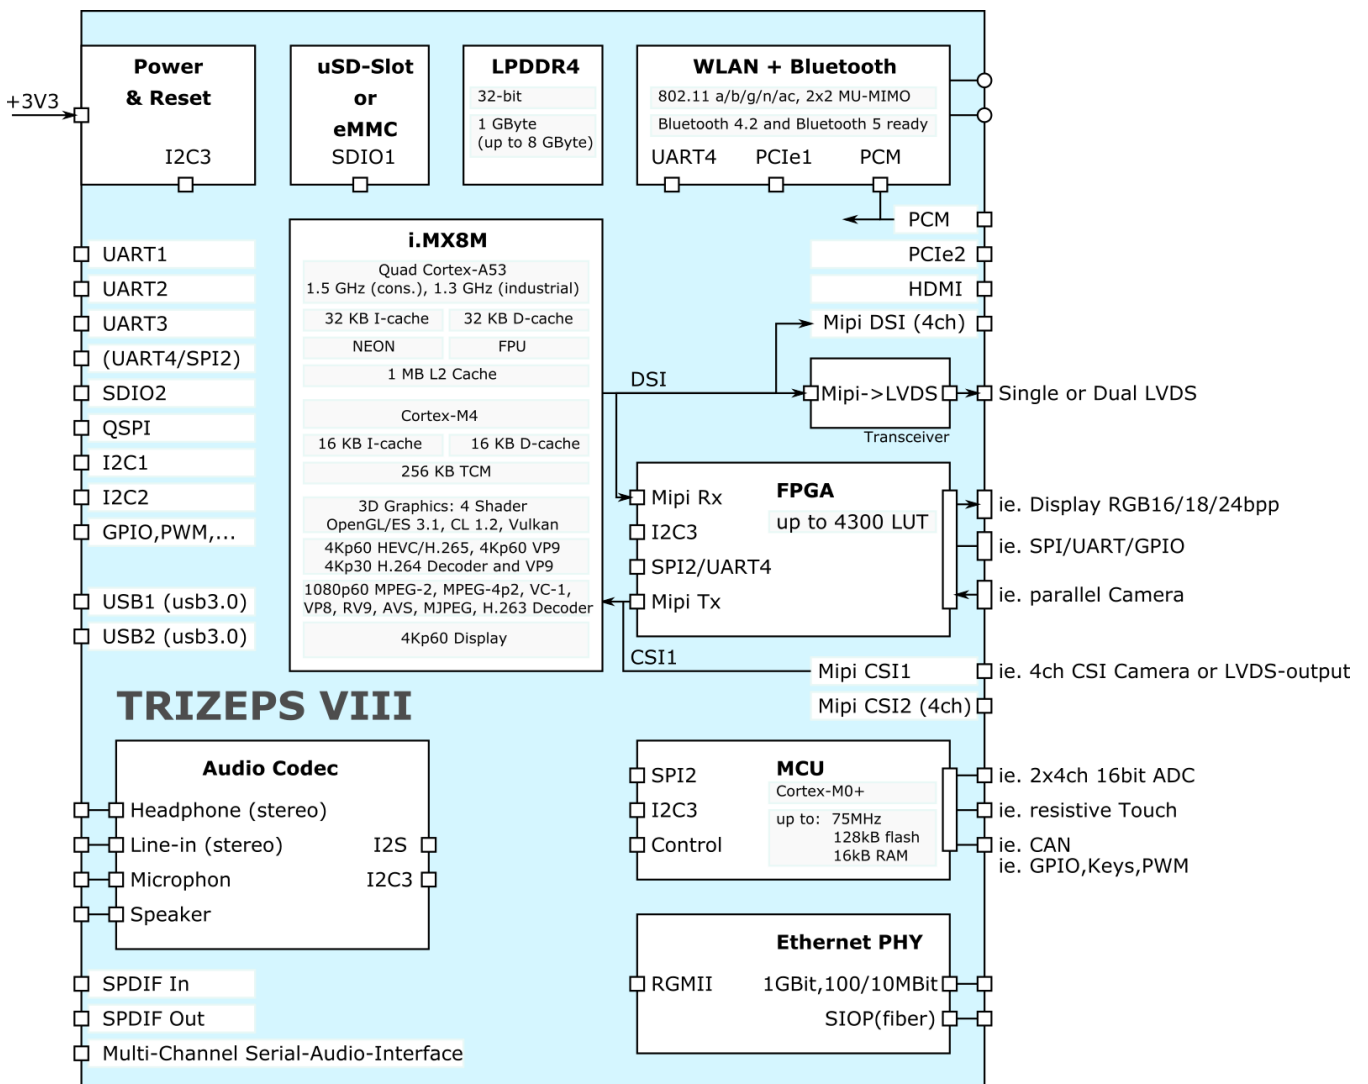 +3V3
Power
& Reset
I2C3
uSD-Slot
or
eMMC
SDIO1
LPDDR4
32-bit
1 GByte
(up to 8 GByte)
WLAN + Bluetooth
802.11 a/b/g/n/ac, 2x2 MU-MIMO
Bluetooth 4.2 and Bluetooth 5 ready
UART4 PCIe1 PCM
UART1
UART2
UART3
(UART4/SPI2)
SDIO2
QSPI
I2C1
I2C2
GPIO,PWM,...
USB1 (usb3.0)
USB2 (usb3.0)
i.MX8M
Quad Cortex-A53
1.5 GHz (cons.), 1.3 GHz (industrial)
32 KB I-cache 32 KB D-cache
NEON FPU
1 MB L2 Cache
Cortex-M4
16 KB I-cache 16 KB D-cache
256 KB TCM
3D Graphics: 4 Shader
OpenGL/ES 3.1, CL 1.2, Vulkan
4Kp60 HEVC/H.265, 4Kp60 VP9
4Kp30 H.264 Decoder and VP9
1080p60 MPEG-2, MPEG-4p2, VC-1,
VP8, RV9, AVS, MJPEG, H.263 Decoder
4Kp60 Display
PCM
PCIe2
HDMI
Mipi DSI (4ch)
DSI
Mipi->LVDS
Transceiver
Single or Dual LVDS
FPGA
up to 4300 LUT
Mipi Rx
I2C3
SPI2/UART4
Mipi Tx
ie. Display RGB16/18/24bpp
ie. SPI/UART/GPIO
ie. parallel Camera
CSI1
Mipi CSI1
ie. 4ch CSI Camera or LVDS-output
Mipi CSI2 (4ch)
TRIZEPS VIII
Audio Codec
Headphone (stereo)
Line-in (stereo) I2S
Microphon I2C3
Speaker
MCU
Cortex-M0+
up to: 75MHz
128kB flash
16kB RAM
SPI2
I2C3
Control
ie. 2x4ch 16bit ADC
ie. resistive Touch
ie. CAN
ie. GPIO,Keys,PWM
Ethernet PHY
RGMII 1GBit,100/10MBit
SIOP(fiber)
SPDIF In
SPDIF Out
Multi-Channel Serial-Audio-Interface